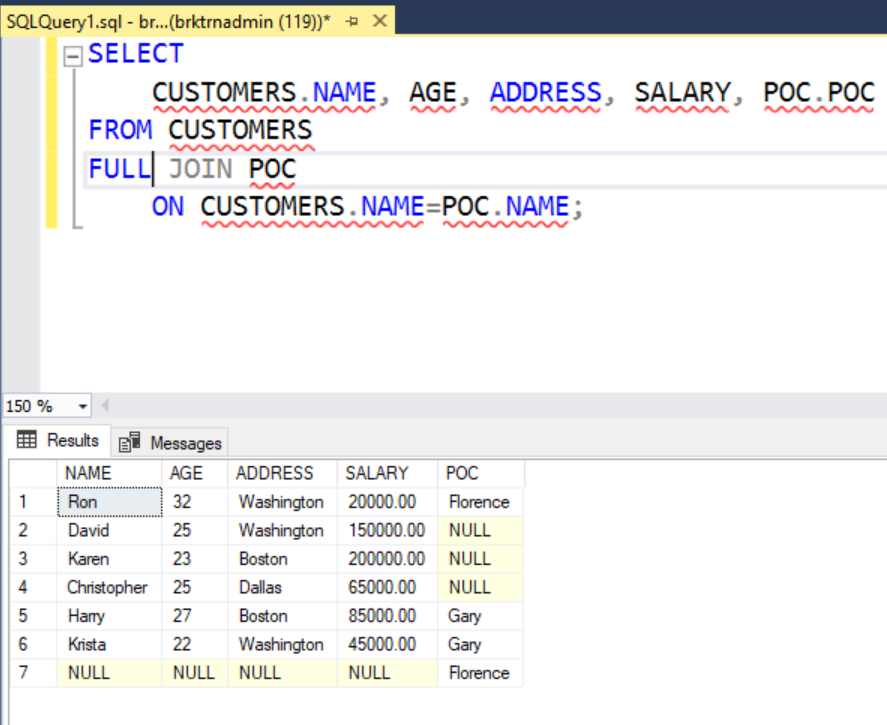 SQLQuery1.sql - br...(brktrnadmin (119))*
SELECT
CUSTOMERS.NAME, AGE, ADDRESS, SALARY, POC.POC
FROM CUSTOMERS
FULL JOIN POC
ON CUSTOMERS.NAME=POC.NAME;
150 %
Results Messages
NAME AGE ADDRESS SALARY POC
1 Ron 32 Washington 20000.00 Florence
2 David 25 Washington 150000.00 NULL
3 Karen 23 Boston 200000.00 NULL
4 Christopher 25 Dallas 65000.00 NULL
5 Harry 27 Boston 85000.00 Gary
6 Krista 22 Washington 45000.00 Gary
7 NULL NULL NULL NULL Florence